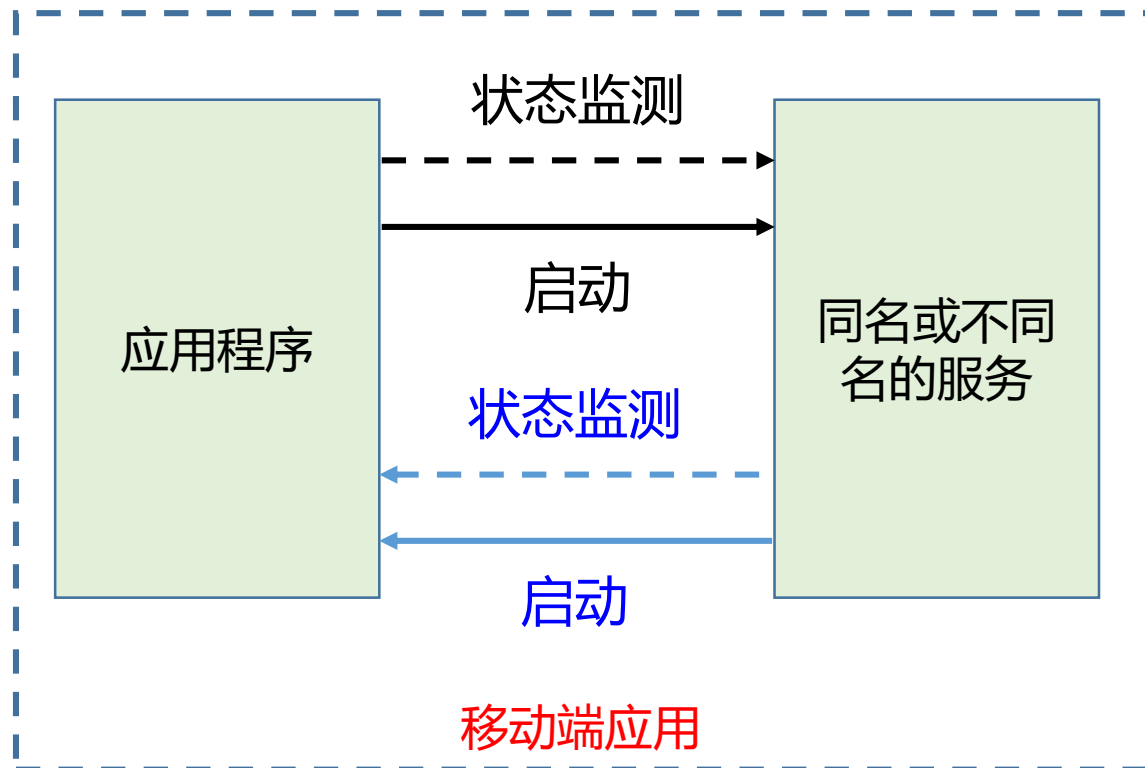 状态监测
启动
应用程序
同名或不同
名的服务
状态监测
启动
移动端应用